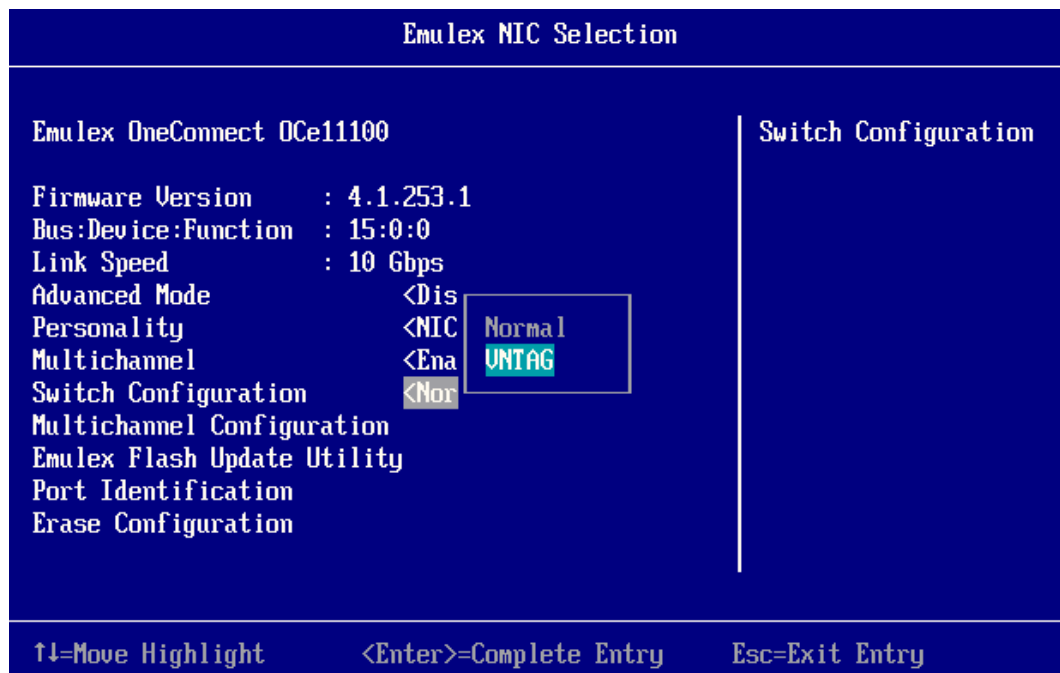 Emulex NIC Selection
Emulex OneConnect OCe11100
Switch Configuration
Firmware Version : 4.1.253.1
Bus:Device:Function : 15:0:0
Link Speed : 10 Gbps
Advanced Mode <Dis
Personality <NIC
Normal
Multichannel <Ena
VNTAG
Switch Configuration <Nor
Multichannel Configuration
Emulex Flash Update Utility
Port Identification
Erase Configuration
↑↓=Move Highlight <Enter>=Complete Entry Esc=Exit Entry